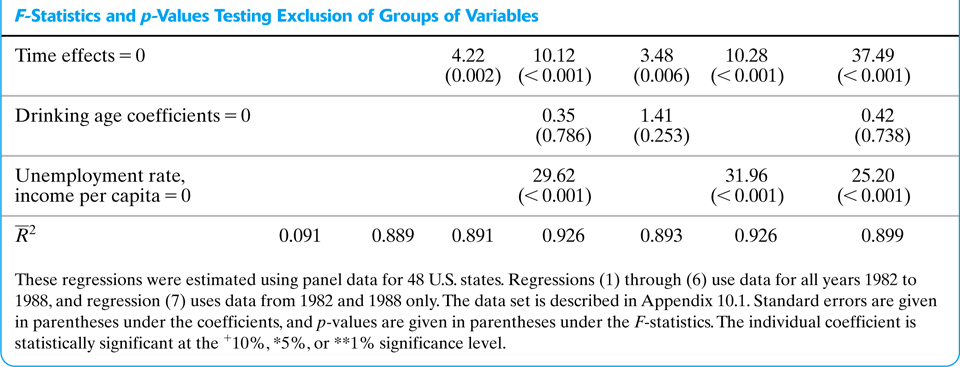 F-Statistics and p-Values Testing Exclusion of Groups of Variables
Time effects = 0 4.22 10.12 3.48 10.28 37.49
(0.002) (< 0.001) (0.006) (< 0.001) (< 0.001)
Drinking age coefficients = 0 0.35 1.41 0.42
(0.786) (0.253) (0.738)
Unemployment rate, 29.62 31.96 25.20
income per capita = 0 (< 0.001) (< 0.001) (< 0.001)
R̅² 0.091 0.889 0.891 0.926 0.893 0.926 0.899
These regressions were estimated using panel data for 48 U.S. states. Regressions (1) through (6) use data for all years 1982 to
1988, and regression (7) uses data from 1982 and 1988 only. The data set is described in Appendix 10.1. Standard errors are given
in parentheses under the coefficients, and p-values are given in parentheses under the F-statistics. The individual coefficient is
statistically significant at the ⁺10%, *5%, or **1% significance level.